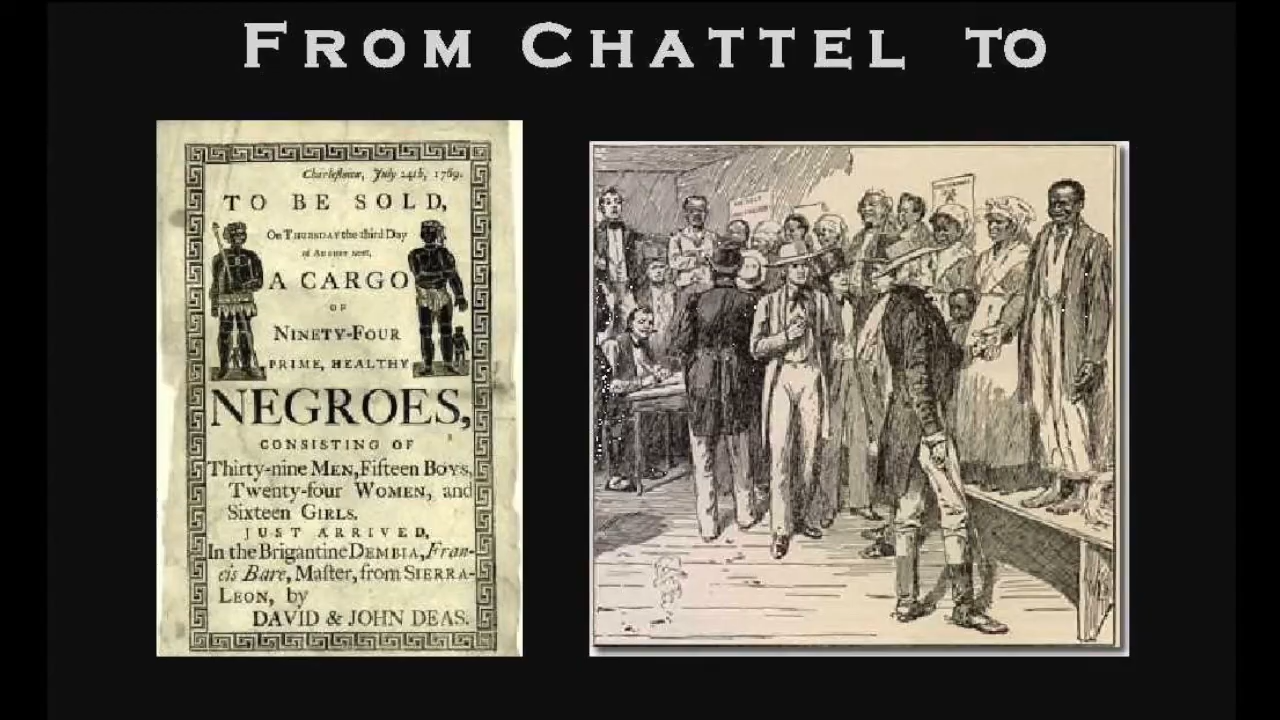 FROM CHATTEL TO
Charlestown, July 24th, 1769.
TO BE SOLD,
On THURSDAY the third Day
of AUGUST next,
A CARGO
OF
NINETY-FOUR
PRIME, HEALTHY
NEGROES,
CONSISTING OF
Thirty-nine MEN, Fifteen BOYS,
Twenty-four WOMEN, and
Sixteen GIRLS.
JUST ARRIVED,
In the Brigantine DEMBIA, Fran-
cis Bare, Master, from SIERRA-
LEON, by
DAVID & JOHN DEAS.